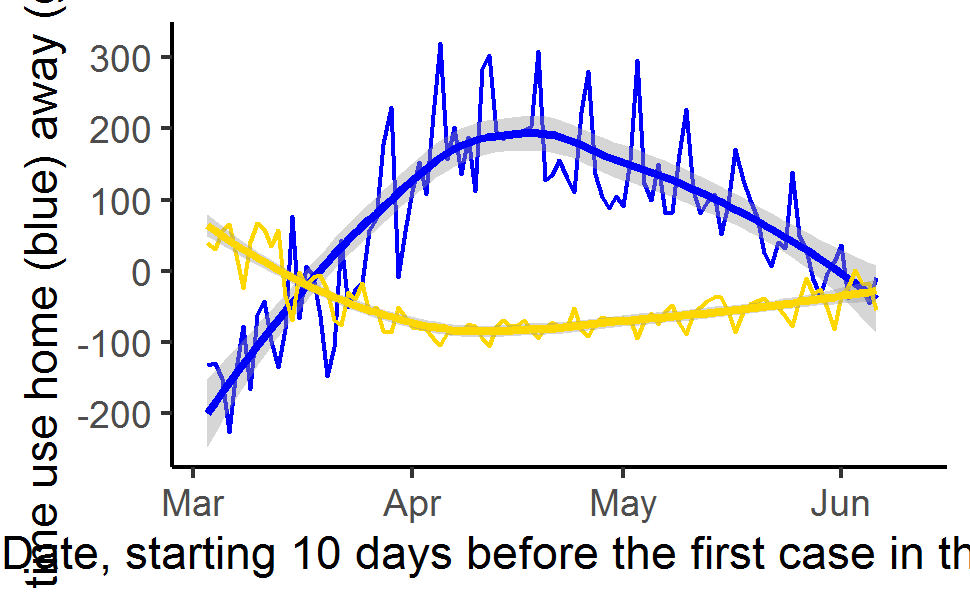 time use home (blue) away (g
300
200
100
0
-100
-200
Mar Apr May Jun
Date, starting 10 days before the first case in th